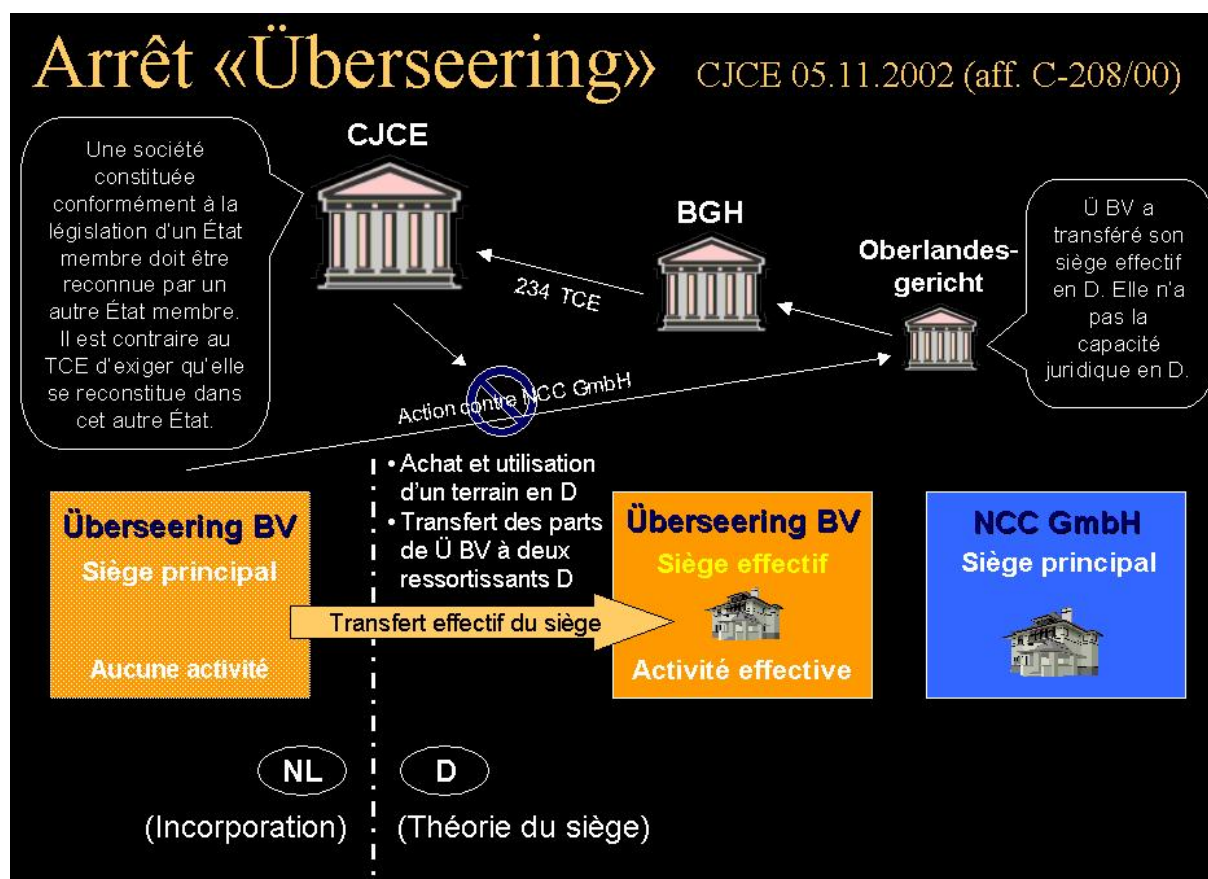 Arrêt «Überseering» CJCE 05.11.2002 (aff. C-208/00)
Une société
constituée
conformément à la
législation d'un État
membre doit être
reconnue par un
autre État membre.
Il est contraire au
TCE d'exiger qu'elle
se reconstitue dans
cet autre État.
CJCE
BGH
Oberlandes-
gericht
Ü BV a
transféré son
siège effectif
en D. Elle n'a
pas la
capacité
juridique en D.
234 TCE
Action contre NCC GmbH
• Achat et utilisation
d'un terrain en D
• Transfert des parts
de Ü BV à deux
ressortissants D
Überseering BV
Siège principal
Aucune activité
Transfert effectif du siège
Überseering BV
Siège effectif
Activité effective
NCC GmbH
Siège principal
NL
D
(Incorporation)
(Théorie du siège)